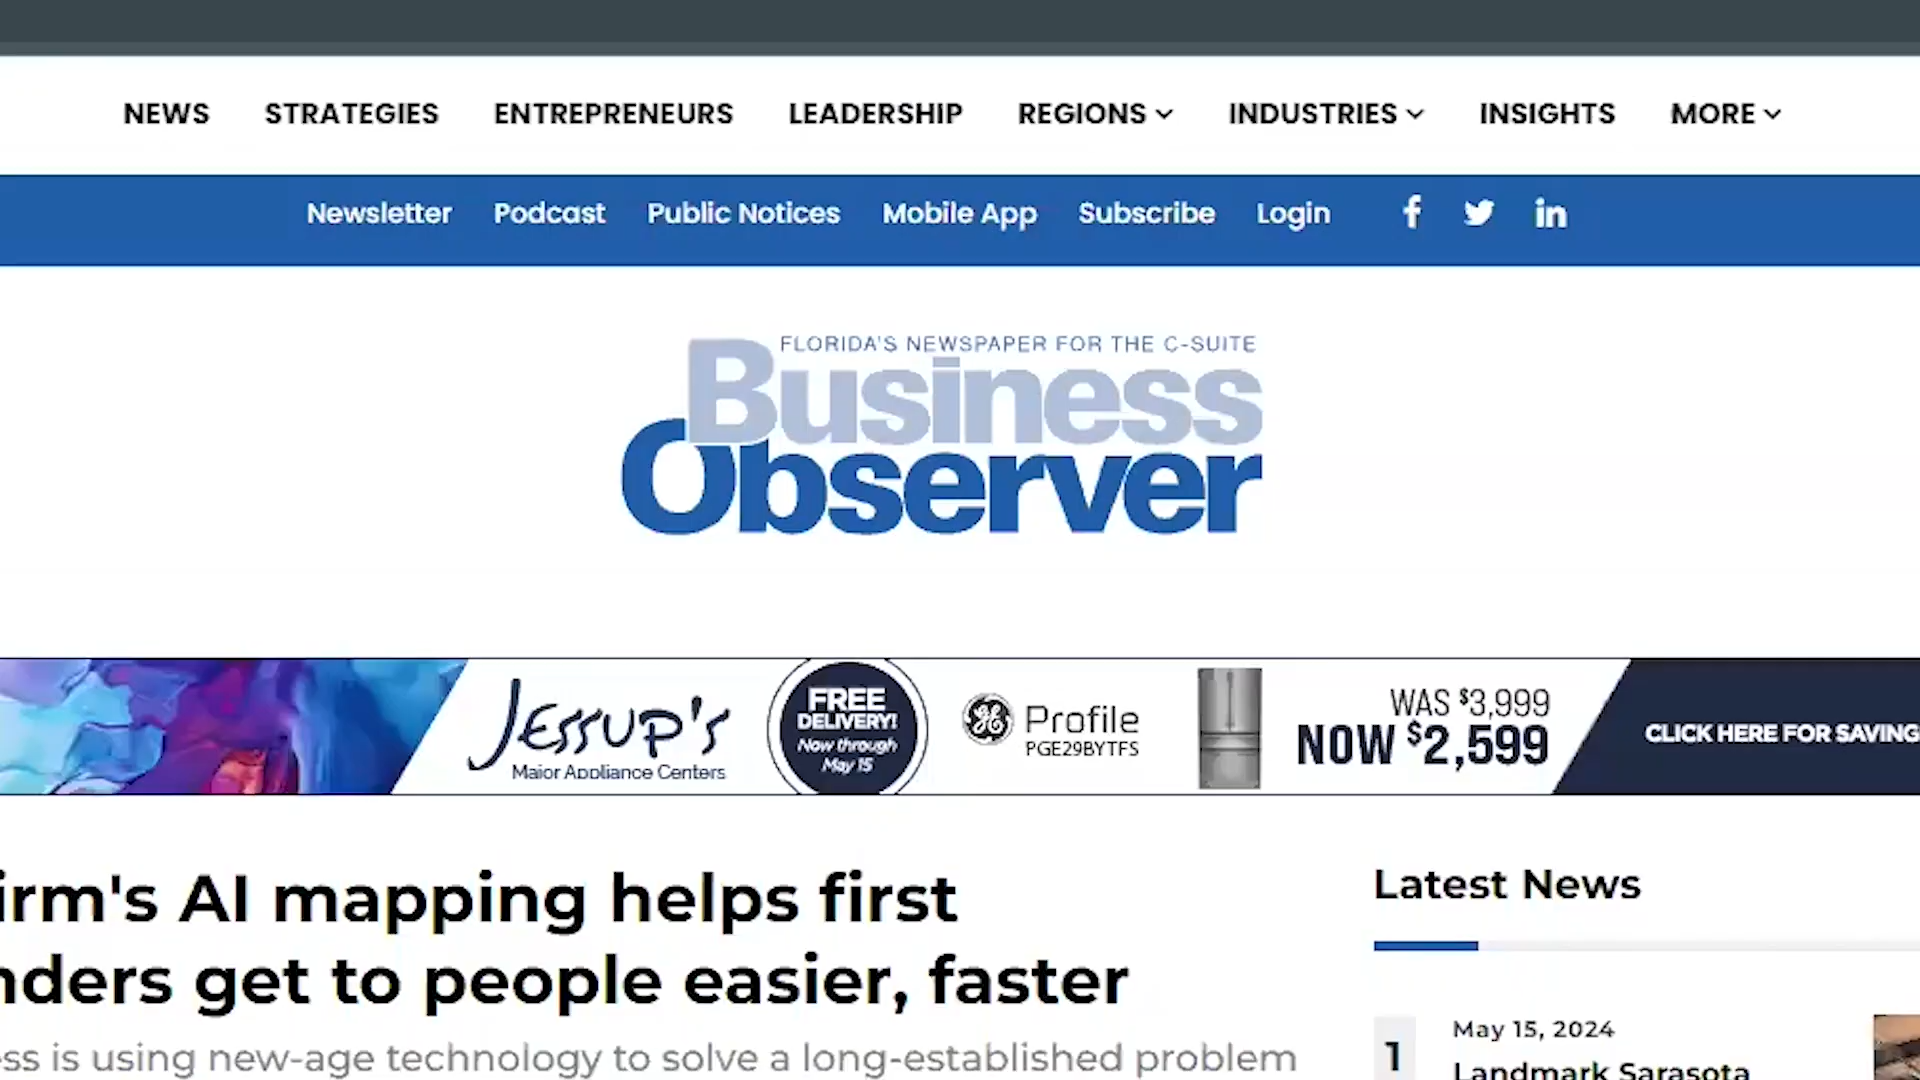 NEWS STRATEGIES ENTREPRENEURS LEADERSHIP REGIONS INDUSTRIES INSIGHTS MORE
Newsletter Podcast Public Notices Mobile App Subscribe Login f in
FLORIDA'S NEWSPAPER FOR THE C-SUITE
Business
Observer
JESSUP'S
Major Appliance Centers
FREE
DELIVERY!
Now through
May 15
GE Profile
PGE29BYTFS
WAS $3,999
NOW $2,599
CLICK HERE FOR SAVING
irm's AI mapping helps first
nders get to people easier, faster
ss is using new-age technology to solve a long-established problem
Latest News
1
May 15, 2024
Landmark Sarasota